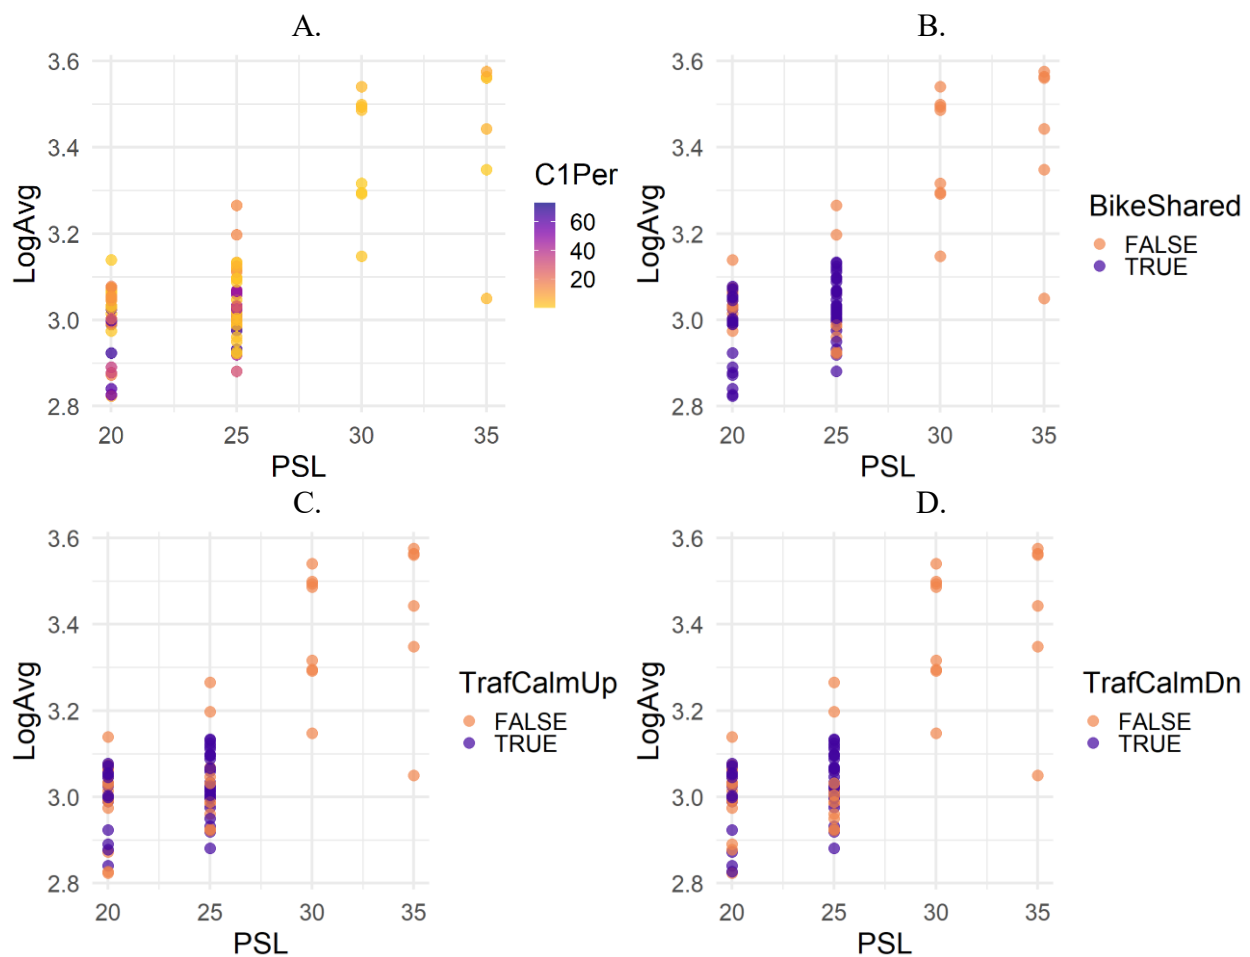 A.
3.6
3.4
3.2
3.0
2.8
LogAvg
20 25 30 35
PSL
C1Per
60
40
20
B.
3.6
3.4
3.2
3.0
2.8
LogAvg
20 25 30 35
PSL
BikeShared
FALSE
TRUE
C.
3.6
3.4
3.2
3.0
2.8
LogAvg
20 25 30 35
PSL
TrafCalmUp
FALSE
TRUE
D.
3.6
3.4
3.2
3.0
2.8
LogAvg
20 25 30 35
PSL
TrafCalmDn
FALSE
TRUE